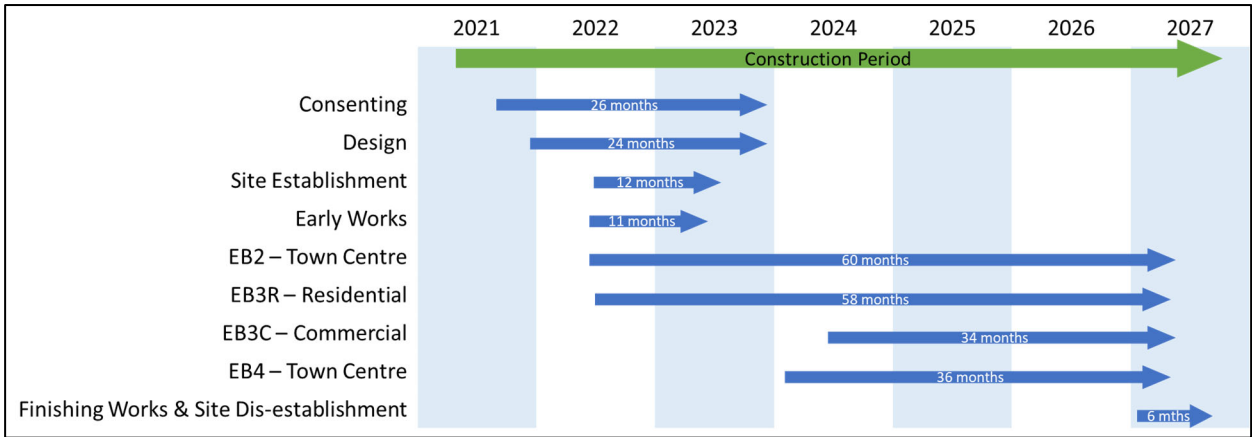 2021 2022 2023 2024 2025 2026 2027
Construction Period
Consenting 26 months
Design 24 months
Site Establishment 12 months
Early Works 11 months
EB2 – Town Centre 60 months
EB3R – Residential 58 months
EB3C – Commercial 34 months
EB4 – Town Centre 36 months
Finishing Works & Site Dis-establishment 6 mths